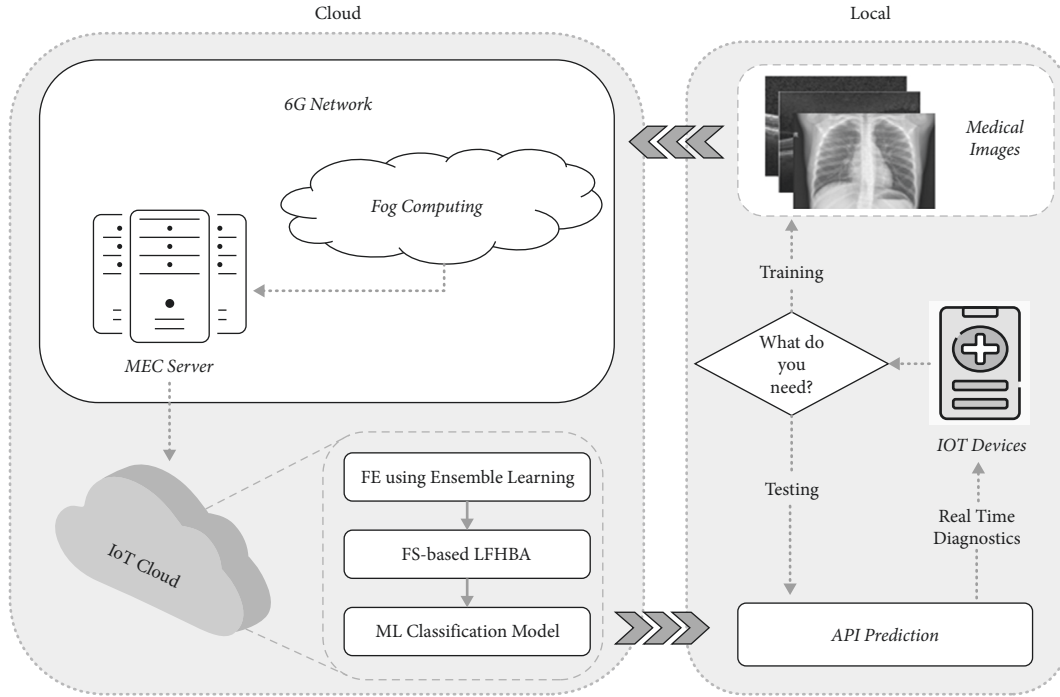 Cloud
6G Network
Fog Computing
MEC Server
IoT Cloud
FE using Ensemble Learning
FS-based LFHBA
ML Classification Model
Local
Medical
Images
Training
What do
you
need?
IOT Devices
Testing
Real Time
Diagnostics
API Prediction